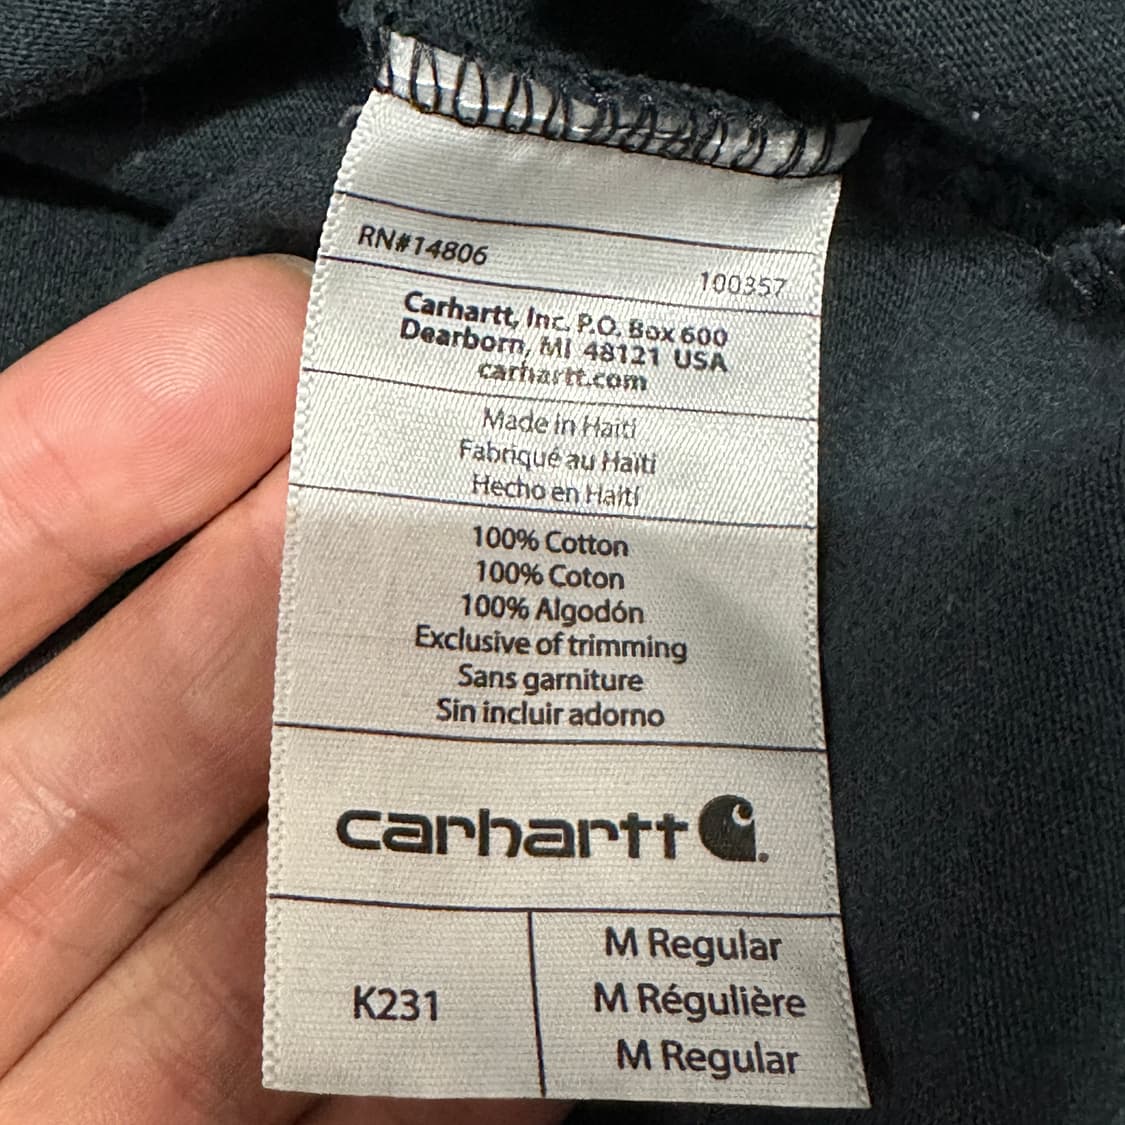 RN#14806
100357
Carhartt, Inc. P.O. Box 600
Dearborn, MI 48121 USA
carhartt.com
Made in Haiti
Fabriqué au Haïti
Hecho en Haití
100% Cotton
100% Coton
100% Algodón
Exclusive of trimming
Sans garniture
Sin incluir adorno
carhartt
K231
M Regular
M Régulière
M Regular